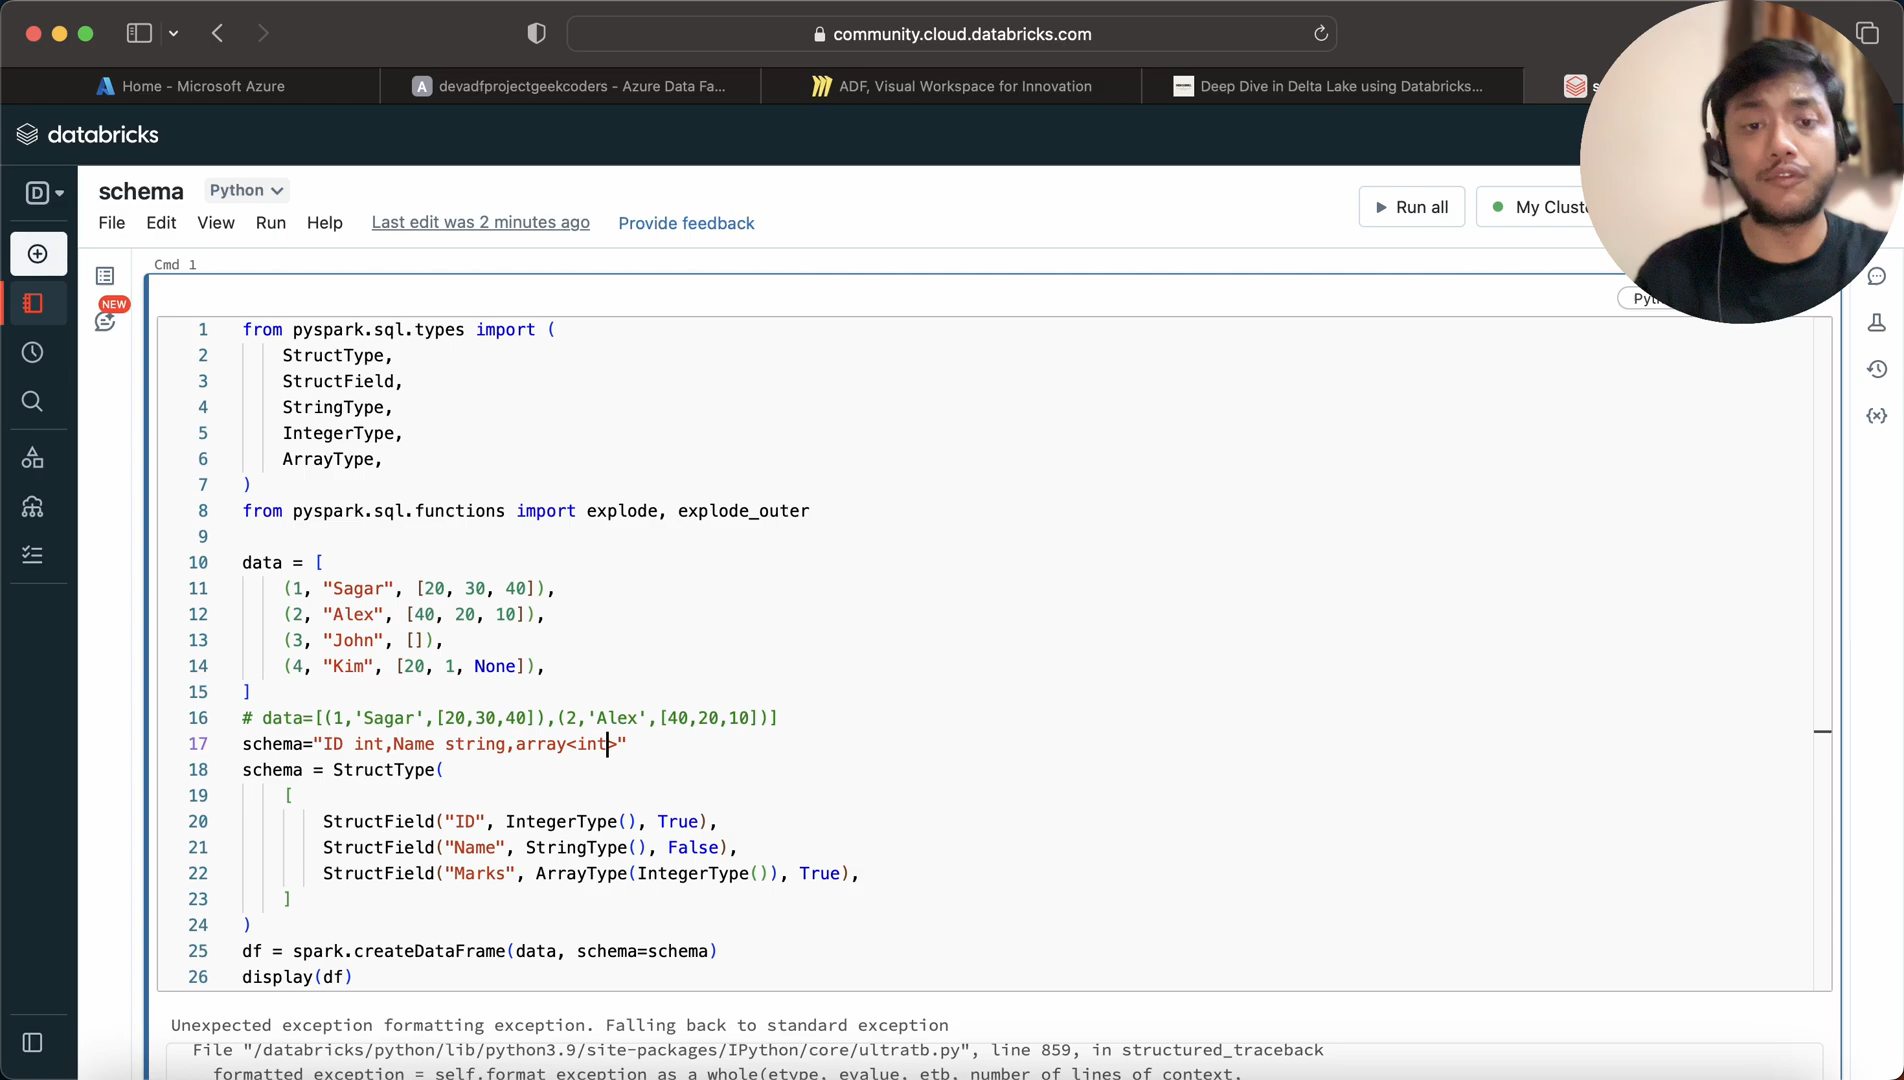 community.cloud.databricks.com
Home - Microsoft Azure
A devadfprojectgeekcoders - Azure Data Fa...
ADF, Visual Workspace for Innovation
Deep Dive in Delta Lake using Databricks...
databricks
D
schema Python
File Edit View Run Help Last edit was 2 minutes ago Provide feedback
Run all
My Cluste
NEW
Cmd 1
1 from pyspark.sql.types import (
2 StructType,
3 StructField,
4 StringType,
5 IntegerType,
6 ArrayType,
7 )
8 from pyspark.sql.functions import explode, explode_outer
9
10 data = [
11 (1, "Sagar", [20, 30, 40]),
12 (2, "Alex", [40, 20, 10]),
13 (3, "John", []),
14 (4, "Kim", [20, 1, None]),
15 ]
16 # data=[(1,'Sagar',[20,30,40]),(2,'Alex',[40,20,10])]
17 schema="ID int,Name string,array<int>"
18 schema = StructType(
19 [
20 StructField("ID", IntegerType(), True),
21 StructField("Name", StringType(), False),
22 StructField("Marks", ArrayType(IntegerType()), True),
23 ]
24 )
25 df = spark.createDataFrame(data, schema=schema)
26 display(df)
Unexpected exception formatting exception. Falling back to standard exception
File "/databricks/python/lib/python3.9/site-packages/IPython/core/ultratb.py", line 859, in structured_traceback
formatted_exception = self.format_exception_as_a_whole(etype, evalue, etb, number_of_lines_of_context,